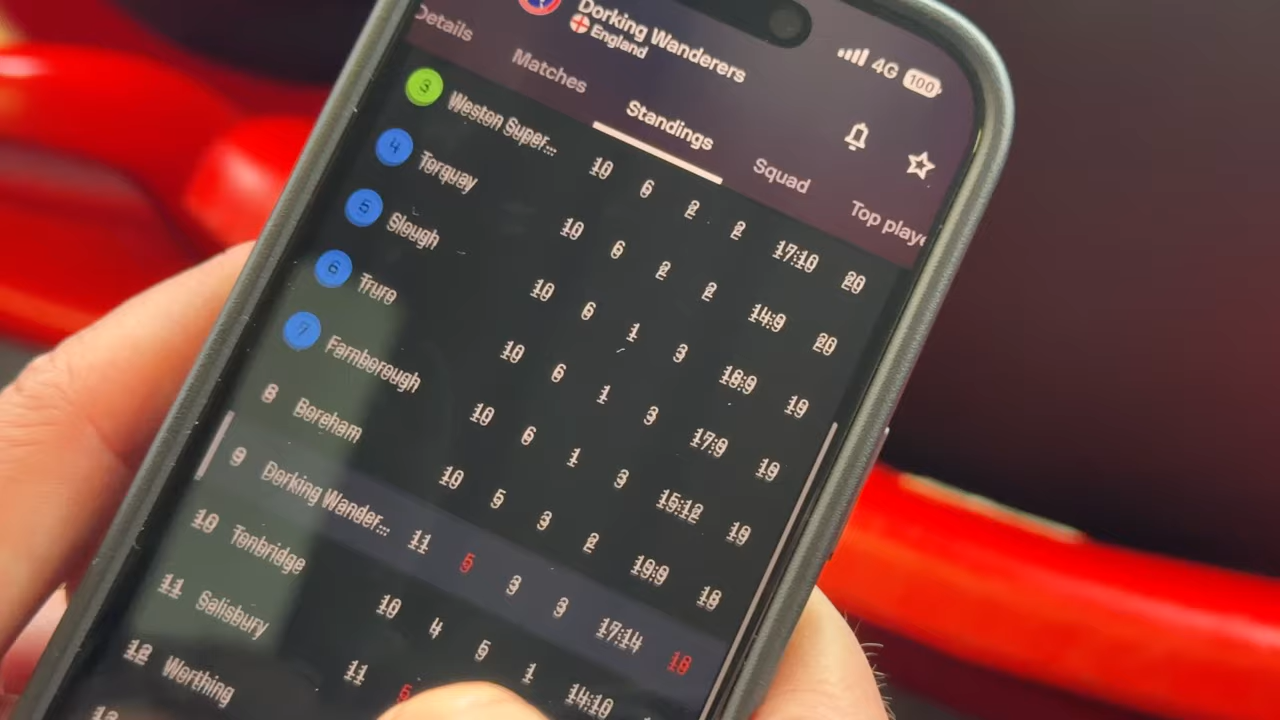 Dorking Wanderers
England
4G 100
Details Matches Standings Squad Top playe
3 Weston Super... 10 6 2 2 17:10 20
4 Torquay 10 6 2 2 14:9 20
5 Slough 10 6 1 3 18:9 19
6 Truro 10 6 1 3 17:9 19
7 Farnborough 10 6 1 3 15:12 19
8 Boreham 10 5 3 2 19:9 18
9 Dorking Wander... 11 5 3 3 17:14 18
10 Tonbridge 10 4 5 1 14:10
11 Salisbury 11 5
12 Worthing